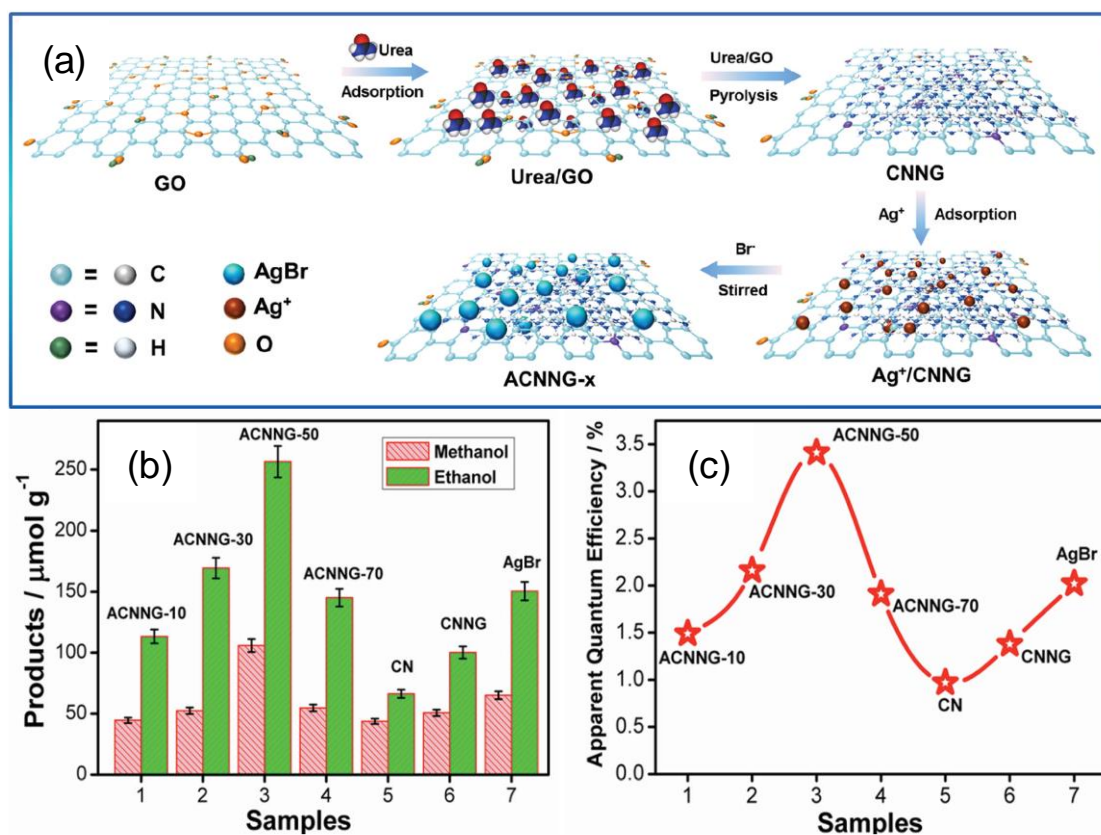 (a)
Urea
Adsorption
Urea/GO
Pyrolysis
GO
Urea/GO
CNNG
Ag⁺ Adsorption
Br⁻
Stirred
= C
= N
= H
AgBr
Ag⁺
O
ACNNG-x
Ag⁺/CNNG
(b)
Products / μmol g⁻¹
250
200
150
100
50
0
Methanol
Ethanol
ACNNG-10
ACNNG-30
ACNNG-50
ACNNG-70
CN
CNNG
AgBr
1 2 3 4 5 6 7
Samples
(c)
Apparent Quantum Efficiency / %
3.5
3.0
2.5
2.0
1.5
1.0
0.5
0.0
ACNNG-10
ACNNG-30
ACNNG-50
ACNNG-70
CN
CNNG
AgBr
1 2 3 4 5 6 7
Samples